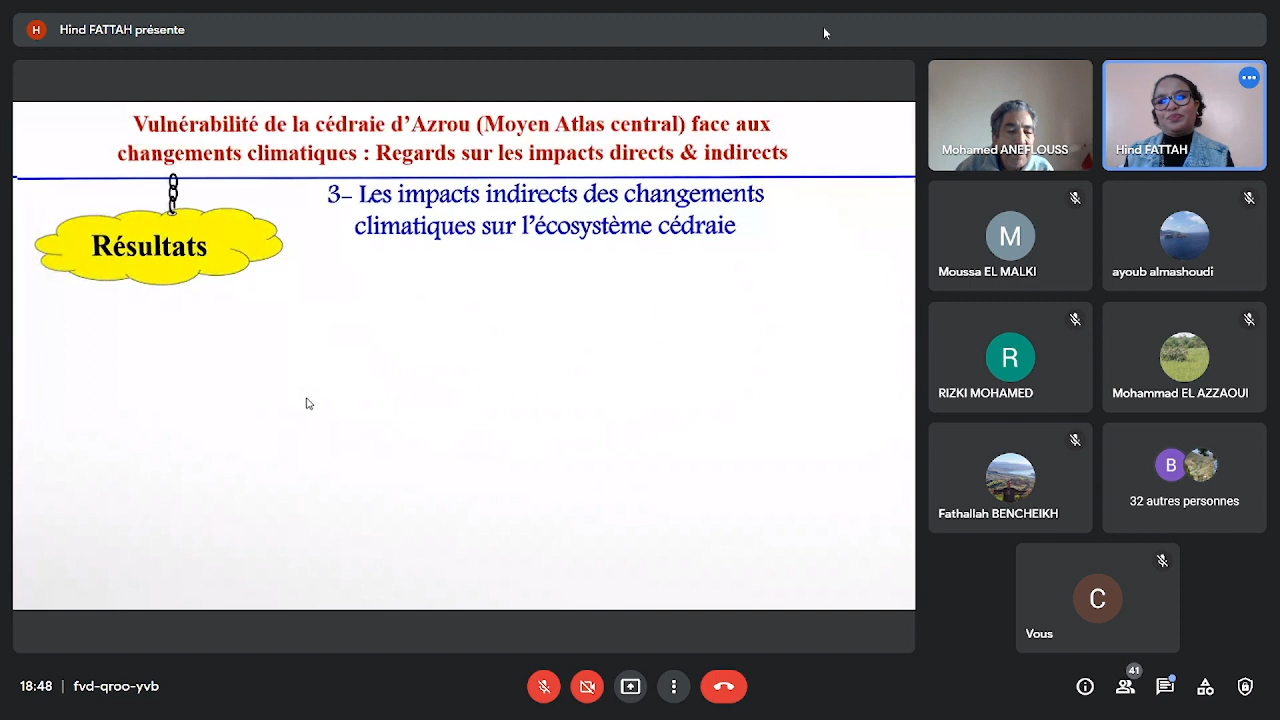 H
Hind FATTAH présente
Vulnérabilité de la cédraie d'Azrou (Moyen Atlas central) face aux
changements climatiques : Regards sur les impacts directs & indirects
3- Les impacts indirects des changements
climatiques sur l'écosystème cédraie
Résultats
Mohamed ANEFLOUSS
Hind FATTAH
M
Moussa EL MALKI
ayoub almashoudi
R
RIZKI MOHAMED
Mohammad EL AZZAOUI
Fathallah BENCHEIKH
B
32 autres personnes
C
Vous
18:48 | fvd-qroo-yvb
41